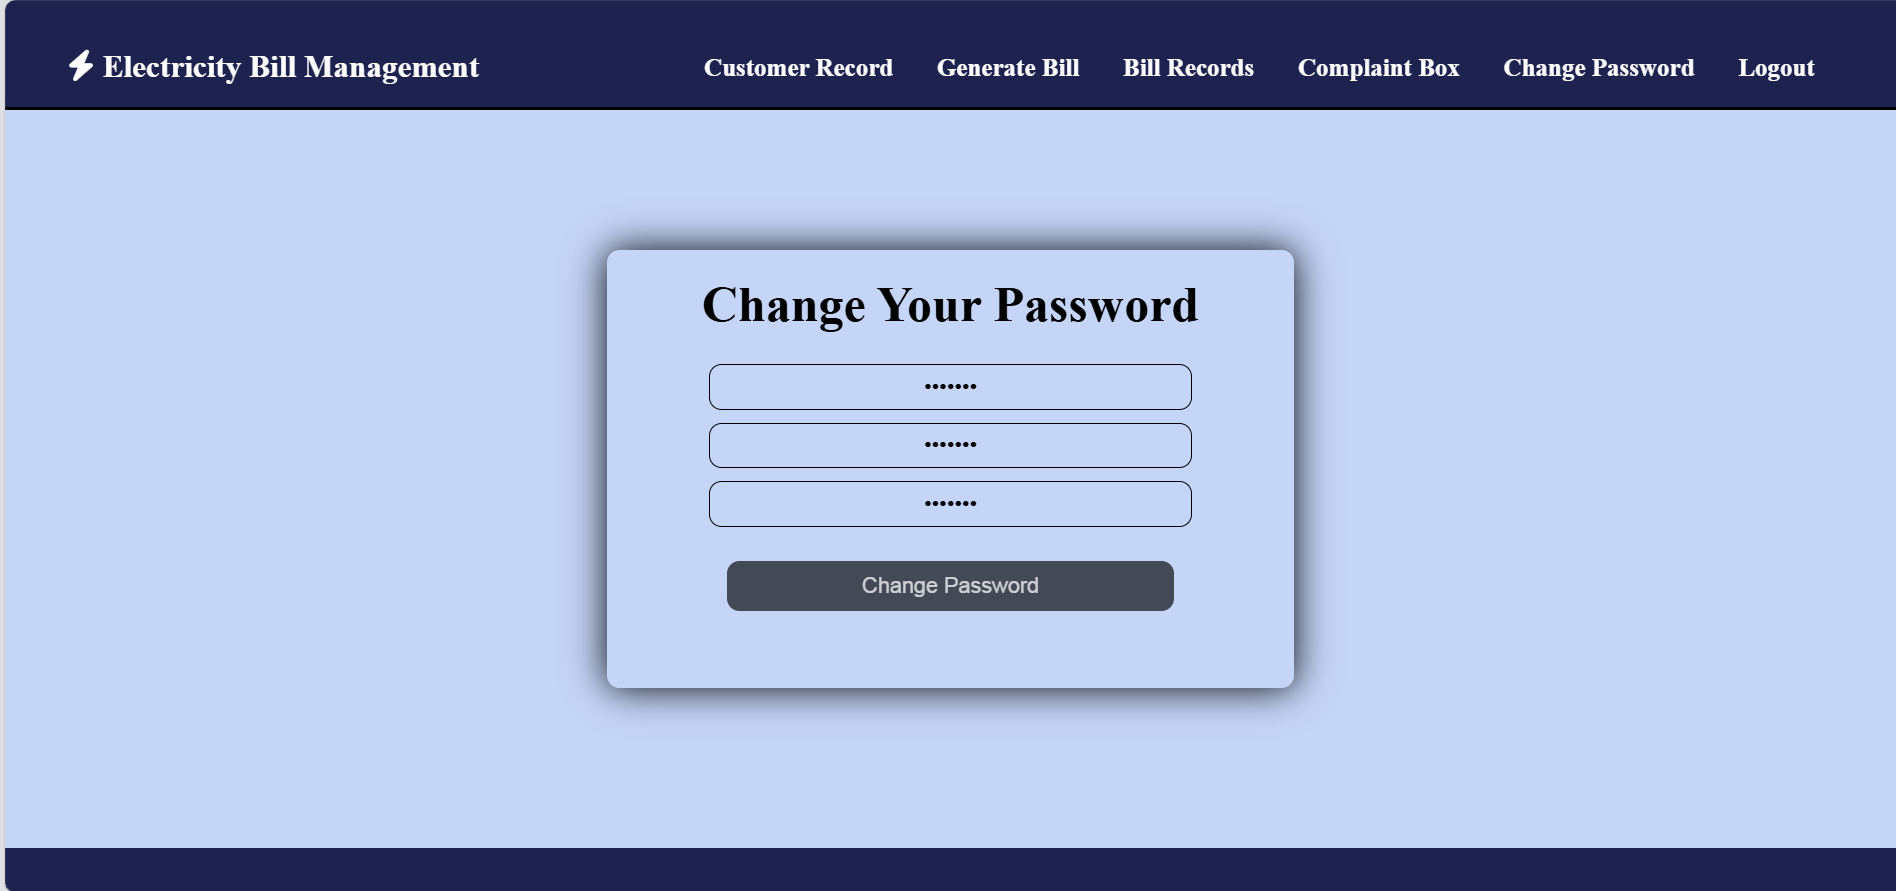 Electricity Bill Management
Customer Record
Generate Bill
Bill Records
Complaint Box
Change Password
Logout
Change Your Password
•••••••
•••••••
•••••••
Change Password